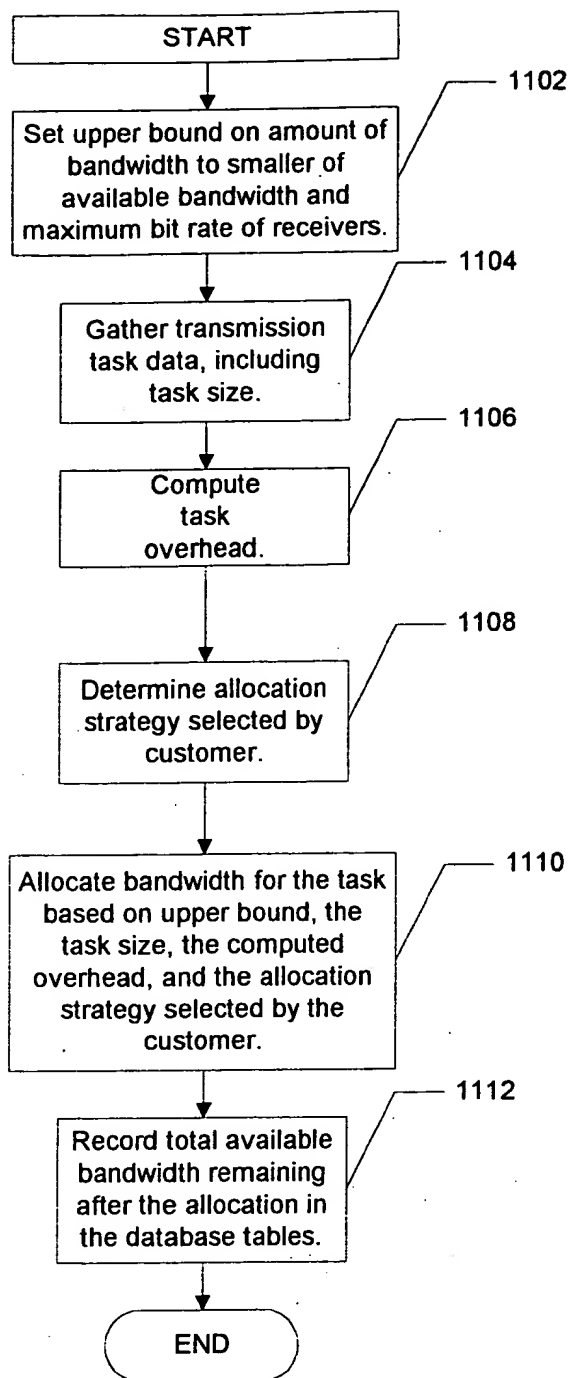 START
1102
Set upper bound on amount of
bandwidth to smaller of
available bandwidth and
maximum bit rate of receivers.
1104
Gather transmission
task data, including
task size.
1106
Compute
task
overhead.
1108
Determine allocation
strategy selected by
customer.
1110
Allocate bandwidth for the task
based on upper bound, the
task size, the computed
overhead, and the allocation
strategy selected by the
customer.
1112
Record total available
bandwidth remaining
after the allocation in
the database tables.
END